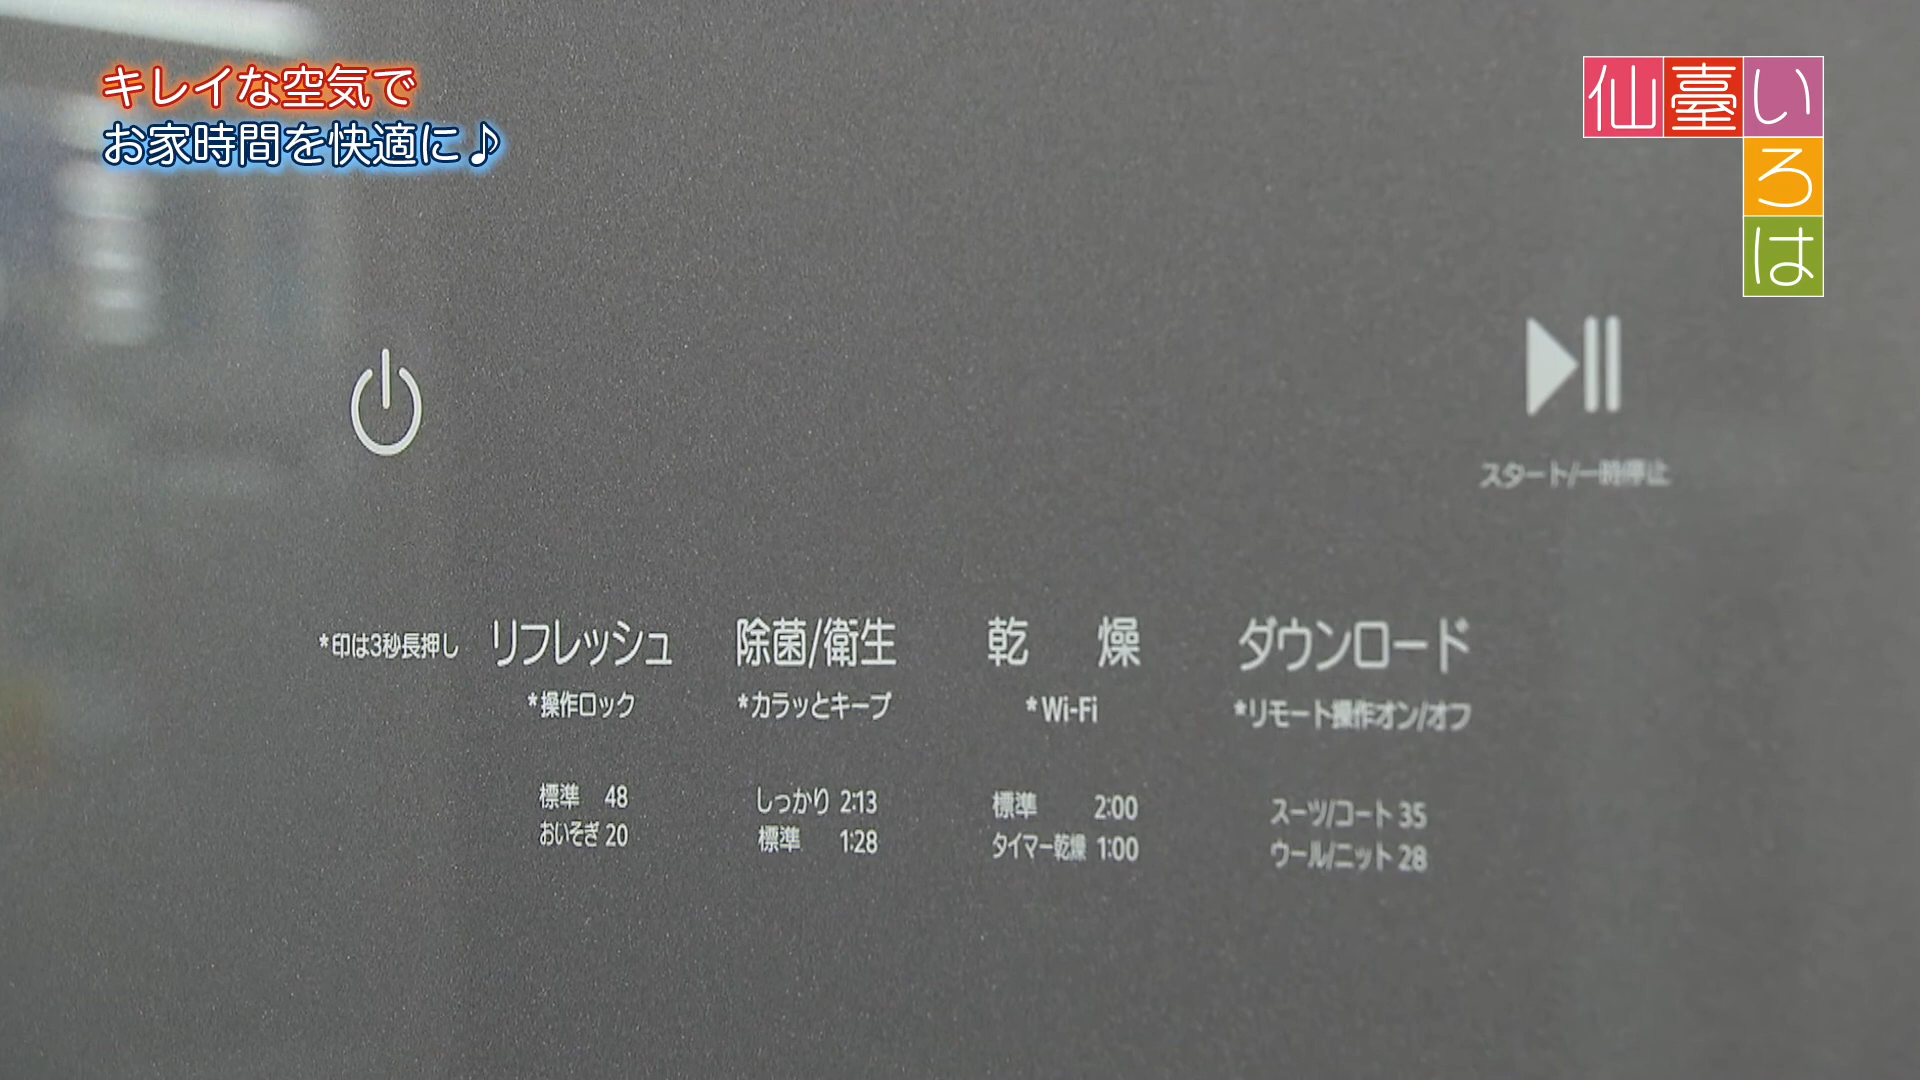 キレイな空気で
お家時間を快適に♪
仙臺いろは
スタート/一時停止
*印は3秒長押し
リフレッシュ
*操作ロック
標準 48
おいそぎ 20
除菌/衛生
*カラッとキープ
しっかり 2:13
標準 1:28
乾 燥
*Wi-Fi
標準 2:00
タイマー乾燥 1:00
ダウンロード
*リモート操作オン/オフ
スーツ/コート 35
ウール/ニット 28